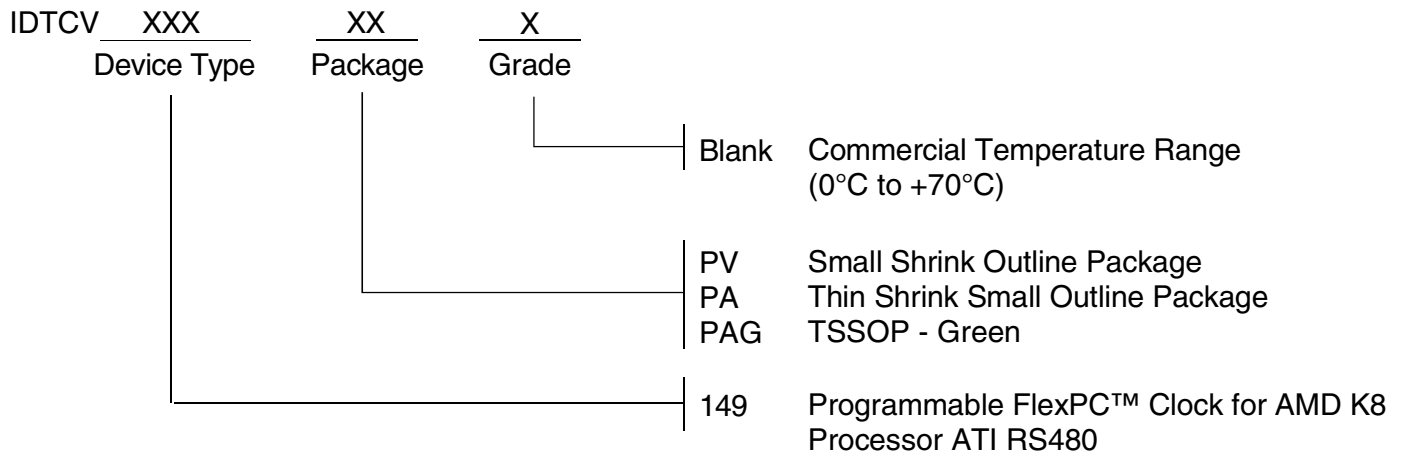 IDTCV XXX XX X
Device Type Package Grade
Blank Commercial Temperature Range
(0°C to +70°C)
PV Small Shrink Outline Package
PA Thin Shrink Small Outline Package
PAG TSSOP - Green
149 Programmable FlexPC™ Clock for AMD K8
Processor ATI RS480